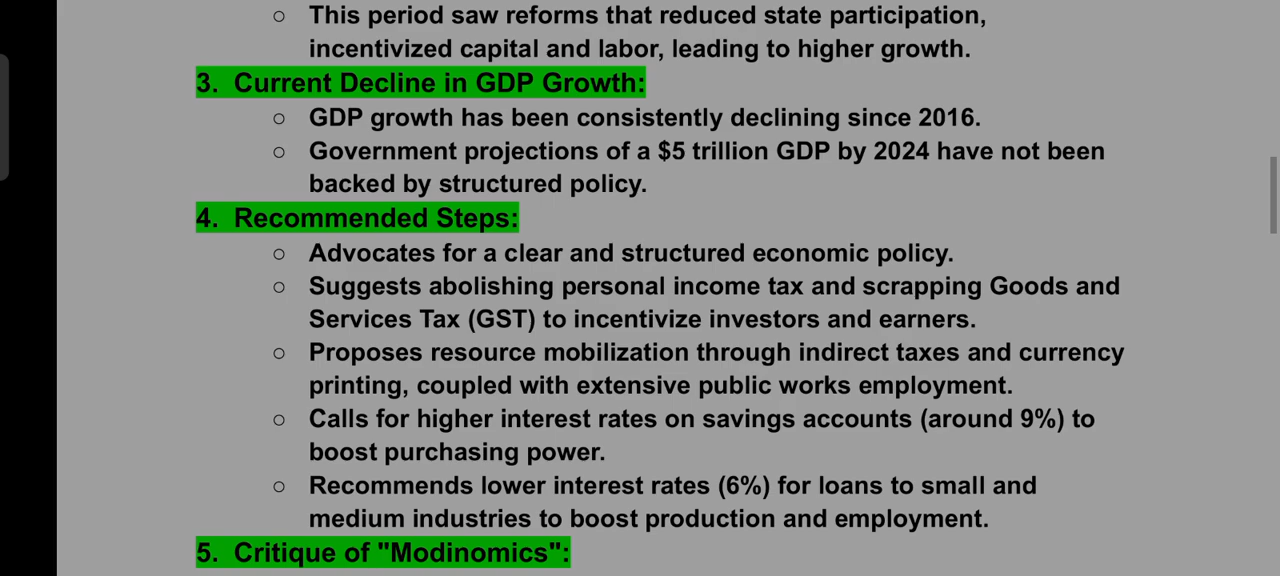 ○ This period saw reforms that reduced state participation,
incentivized capital and labor, leading to higher growth.
3. Current Decline in GDP Growth:
○ GDP growth has been consistently declining since 2016.
○ Government projections of a $5 trillion GDP by 2024 have not been
backed by structured policy.
4. Recommended Steps:
○ Advocates for a clear and structured economic policy.
○ Suggests abolishing personal income tax and scrapping Goods and
Services Tax (GST) to incentivize investors and earners.
○ Proposes resource mobilization through indirect taxes and currency
printing, coupled with extensive public works employment.
○ Calls for higher interest rates on savings accounts (around 9%) to
boost purchasing power.
○ Recommends lower interest rates (6%) for loans to small and
medium industries to boost production and employment.
5. Critique of "Modinomics":